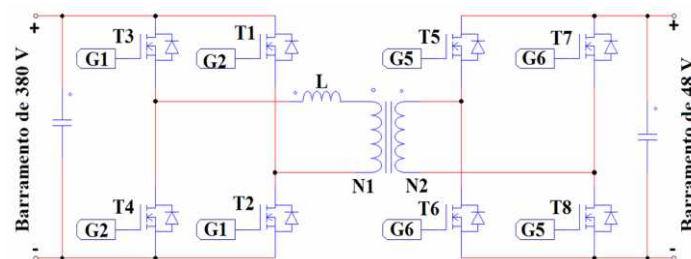 +
T3
T1
T5
T7
+
G1
G2
G5
G6
L
Barramento de 380 V
Barramento de 48 V
N1
N2
T4
T2
T6
T8
G2
G1
G6
G5
-
-